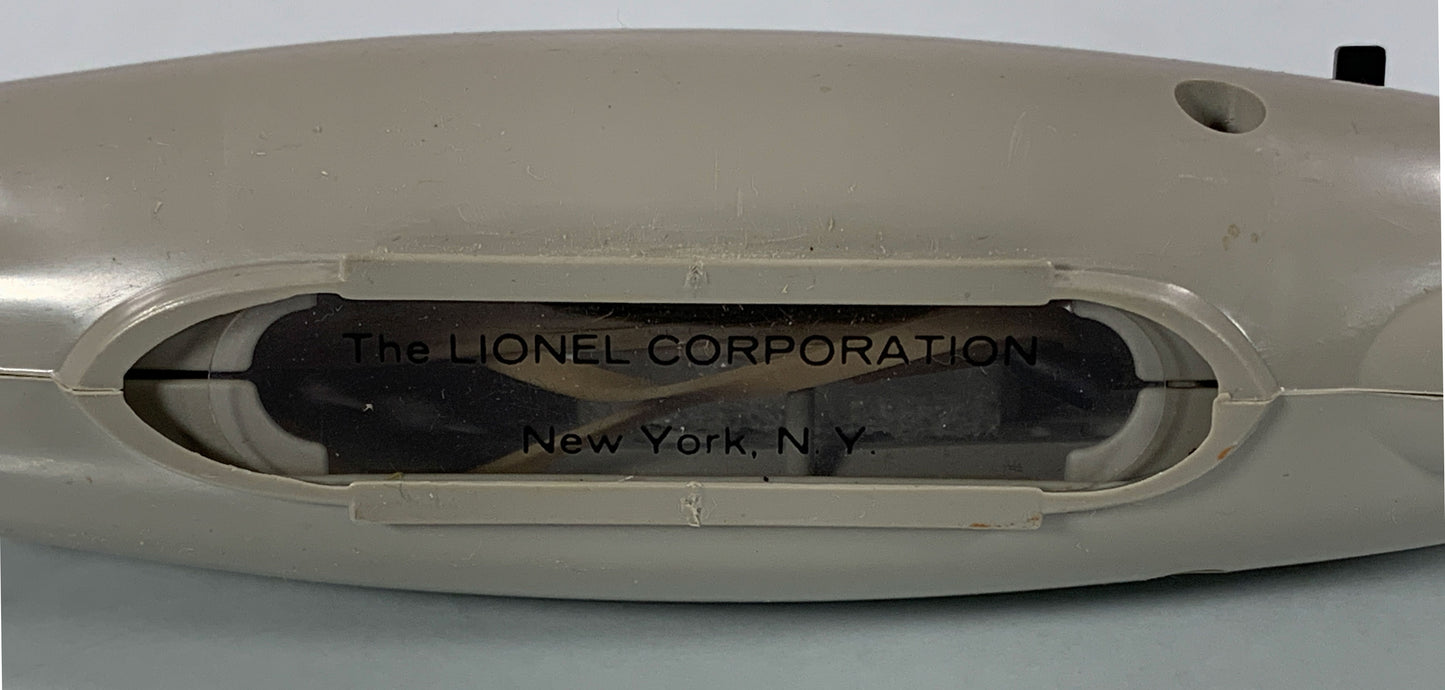 The LIONEL CORPORATION
New York, N.Y.